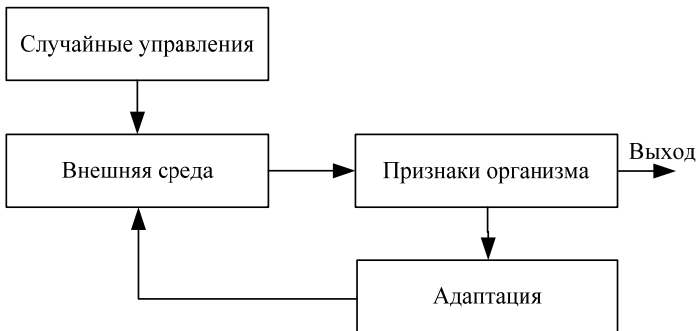 Случайные управления
Внешняя среда
Признаки организма
Выход
Адаптация